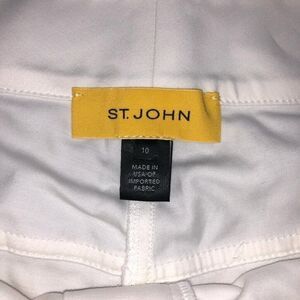 ST. JOHN
10
MADE IN
USA OF
IMPORTED
FABRIC